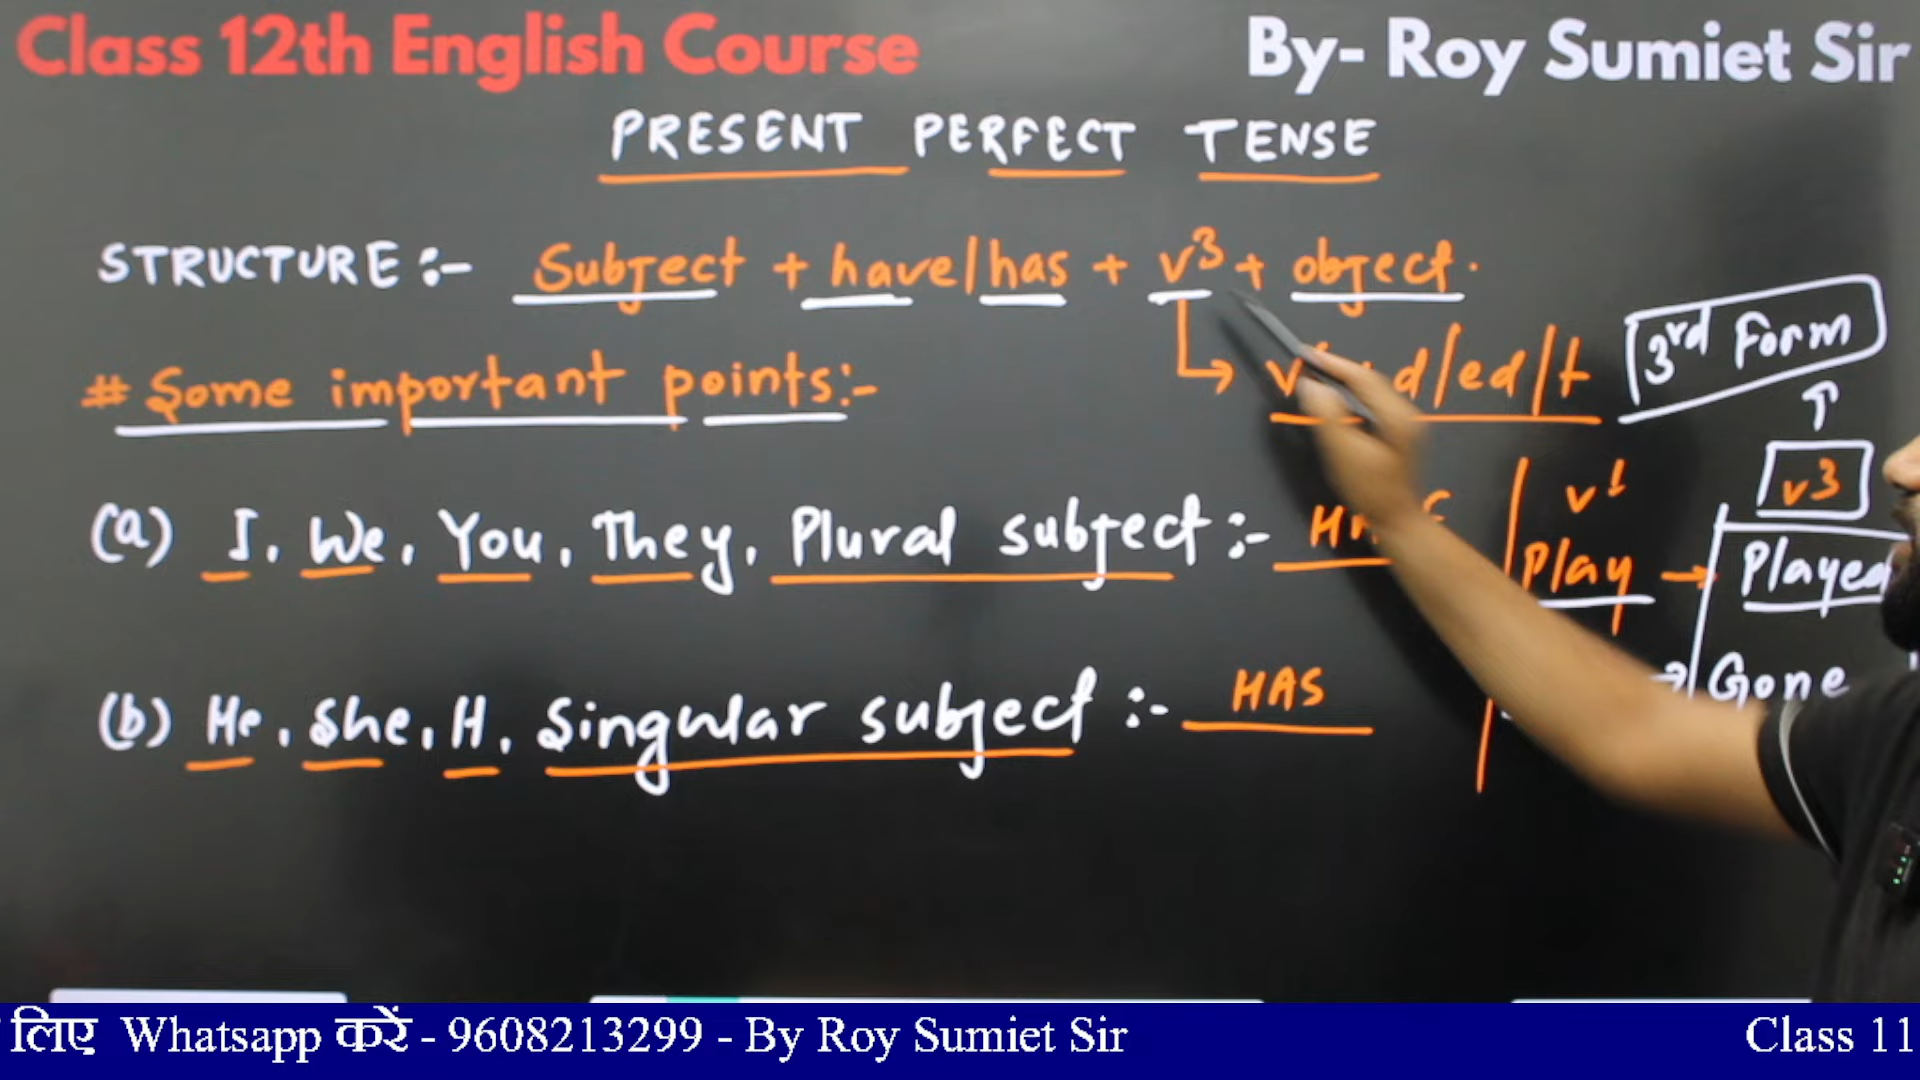 Class 12th English Course
By- Roy Sumiet Sir
PRESENT PERFECT TENSE
STRUCTURE :- Subject + have/has + v3 + object.
d/ed/t
3rd Form
# Some important points:-
v1
v3
(a) I, We, You, They, Plural subject :-
Play → Played
Gone
(b) He, She, It, Singular subject :- HAS
लिए Whatsapp करें - 9608213299 - By Roy Sumiet Sir
Class 11